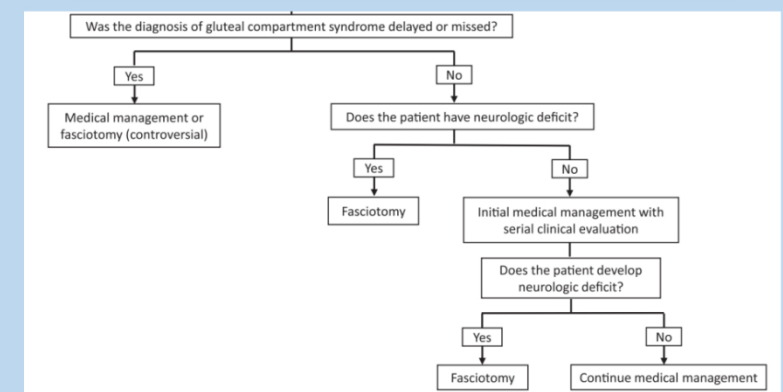 Was the diagnosis of gluteal compartment syndrome delayed or missed?
Yes
No
Medical management or
fasciotomy (controversial)
Does the patient have neurologic deficit?
Yes
No
Fasciotomy
Initial medical management with
serial clinical evaluation
Does the patient develop
neurologic deficit?
Yes
No
Fasciotomy
Continue medical management